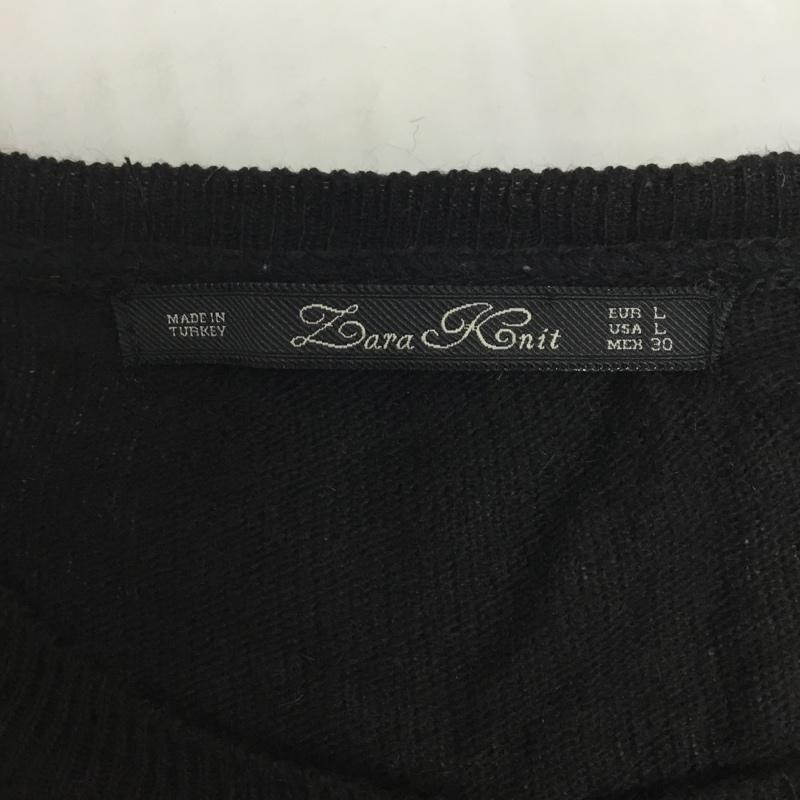 MADE IN
TURKEY
Zara Knit
EUR L
USA L
MEX 30